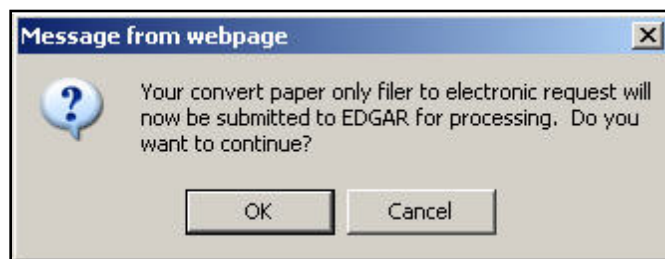 Message from webpage
Your convert paper only filer to electronic request will
now be submitted to EDGAR for processing.  Do you
want to continue?
OK
Cancel